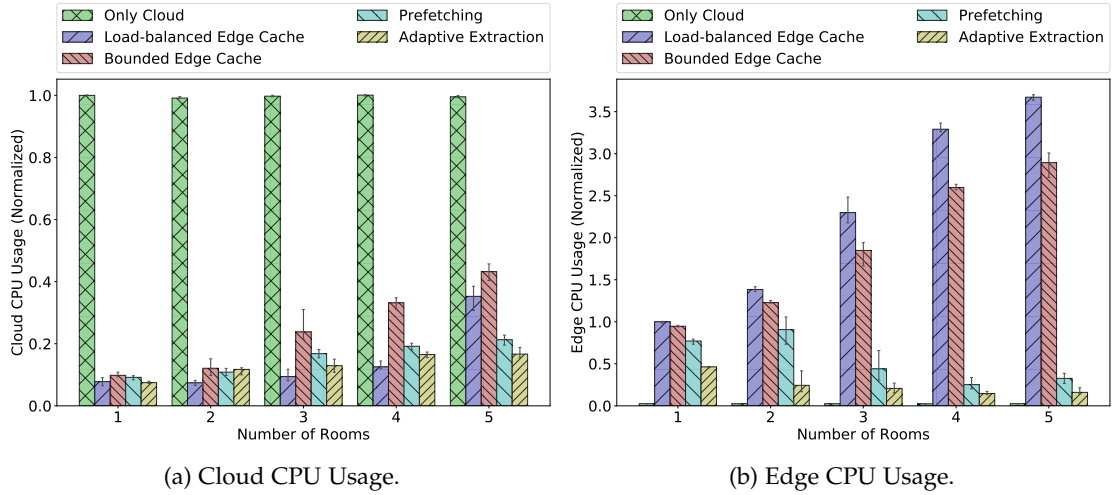 Only Cloud
Load-balanced Edge Cache
Bounded Edge Cache
Prefetching
Adaptive Extraction
Cloud CPU Usage (Normalized)
1.0
0.8
0.6
0.4
0.2
0.0
1 2 3 4 5
Number of Rooms
(a) Cloud CPU Usage.
Only Cloud
Load-balanced Edge Cache
Bounded Edge Cache
Prefetching
Adaptive Extraction
Edge CPU Usage (Normalized)
3.5
3.0
2.5
2.0
1.5
1.0
0.5
0.0
1 2 3 4 5
Number of Rooms
(b) Edge CPU Usage.